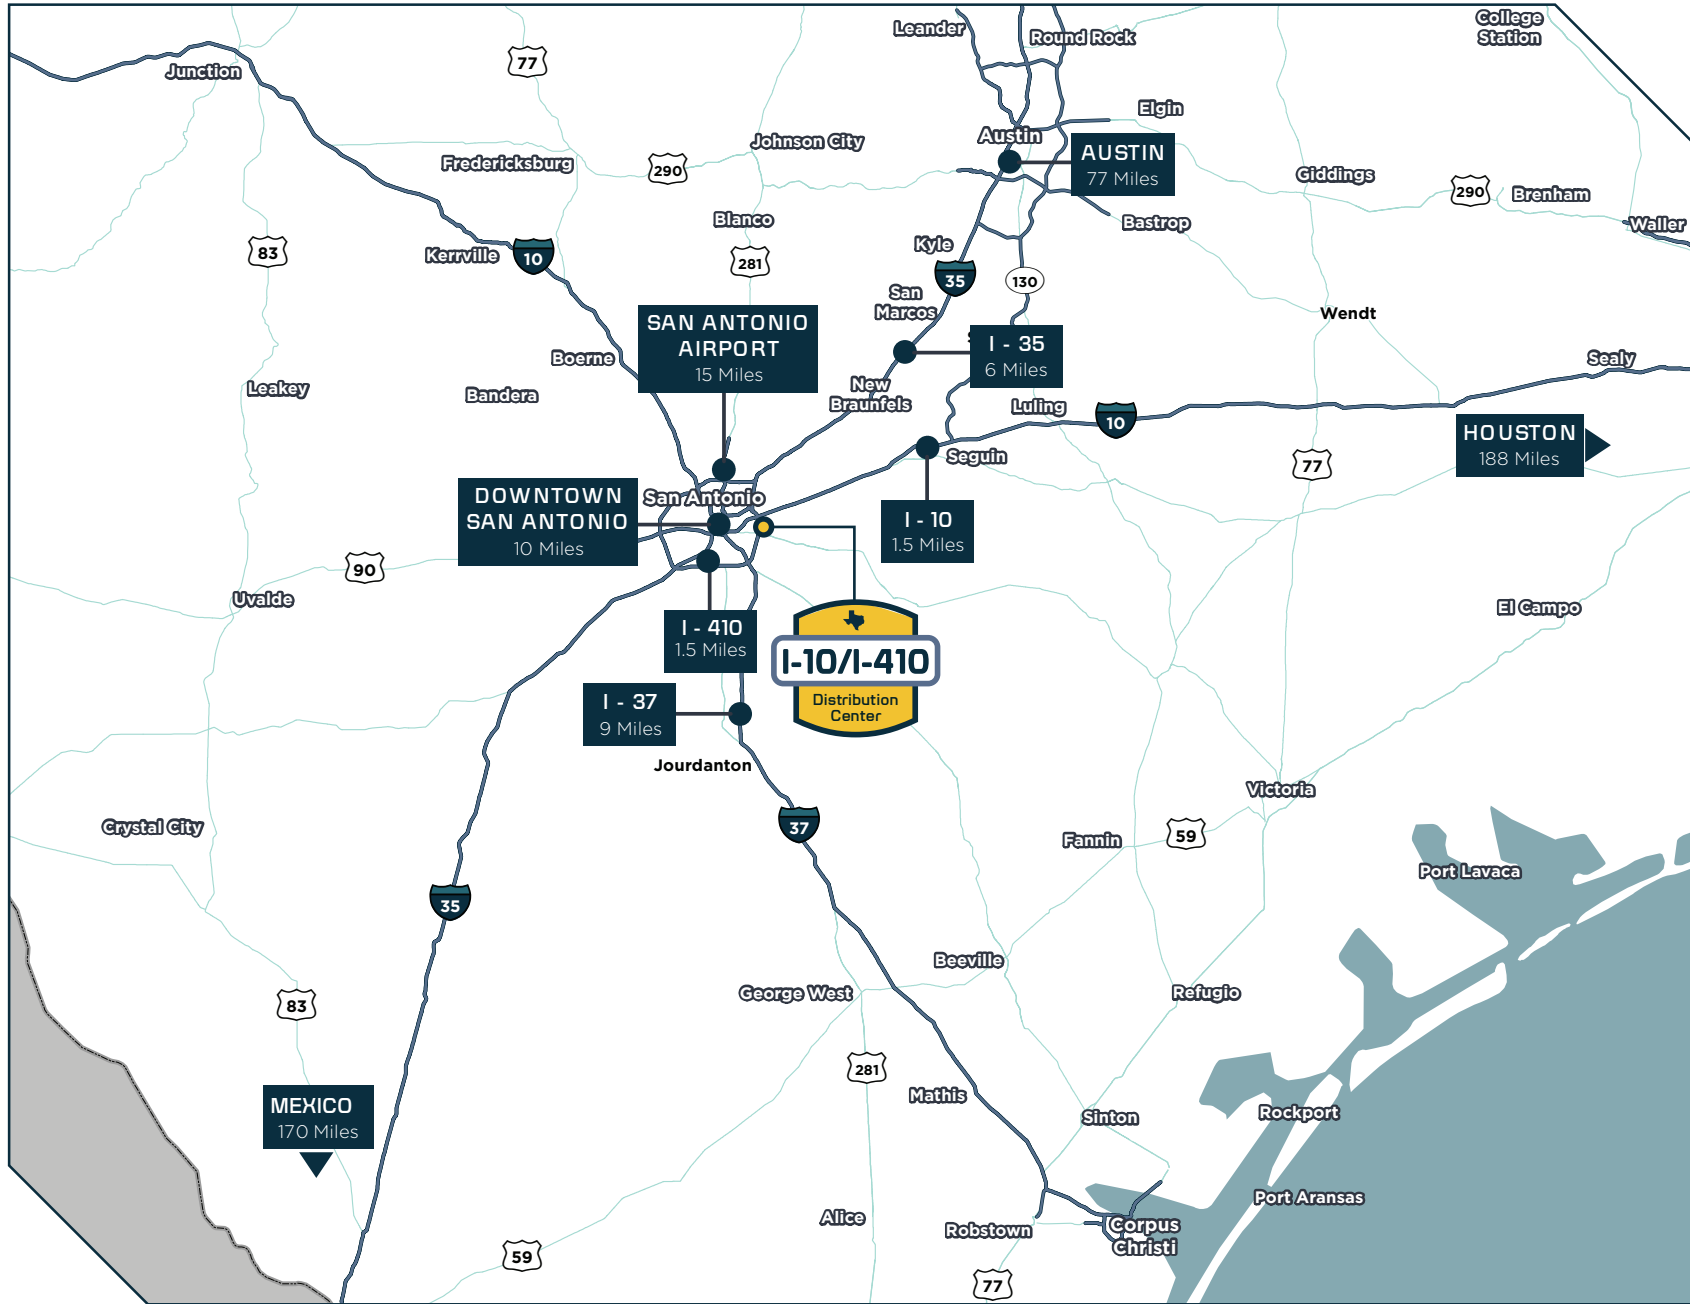 Leander
Round Rock
College
Station
Junction
77
Elgin
Austin
AUSTIN
77 Miles
Johnson City
Fredericksburg
290
Giddings
290
Brenham
Blanco
Bastrop
Waller
83
Kerrville
10
281
Kyle
35
130
San
Marcos
SAN ANTONIO
AIRPORT
15 Miles
Wendt
I - 35
6 Miles
Boerne
Sealy
Leakey
Bandera
New
Braunfels
Luling
10
HOUSTON
188 Miles
Seguin
77
DOWNTOWN
SAN ANTONIO
10 Miles
San Antonio
I - 10
1.5 Miles
90
Uvalde
El Campo
I - 410
1.5 Miles
I-10/I-410
Distribution
Center
I - 37
9 Miles
Jourdanton
Victoria
Crystal City
37
Fannin
59
Port Lavaca
35
Beeville
George West
Refugio
83
281
Mathis
MEXICO
170 Miles
Sinton
Rockport
Port Aransas
Alice
Robstown
Corpus
Christi
59
77